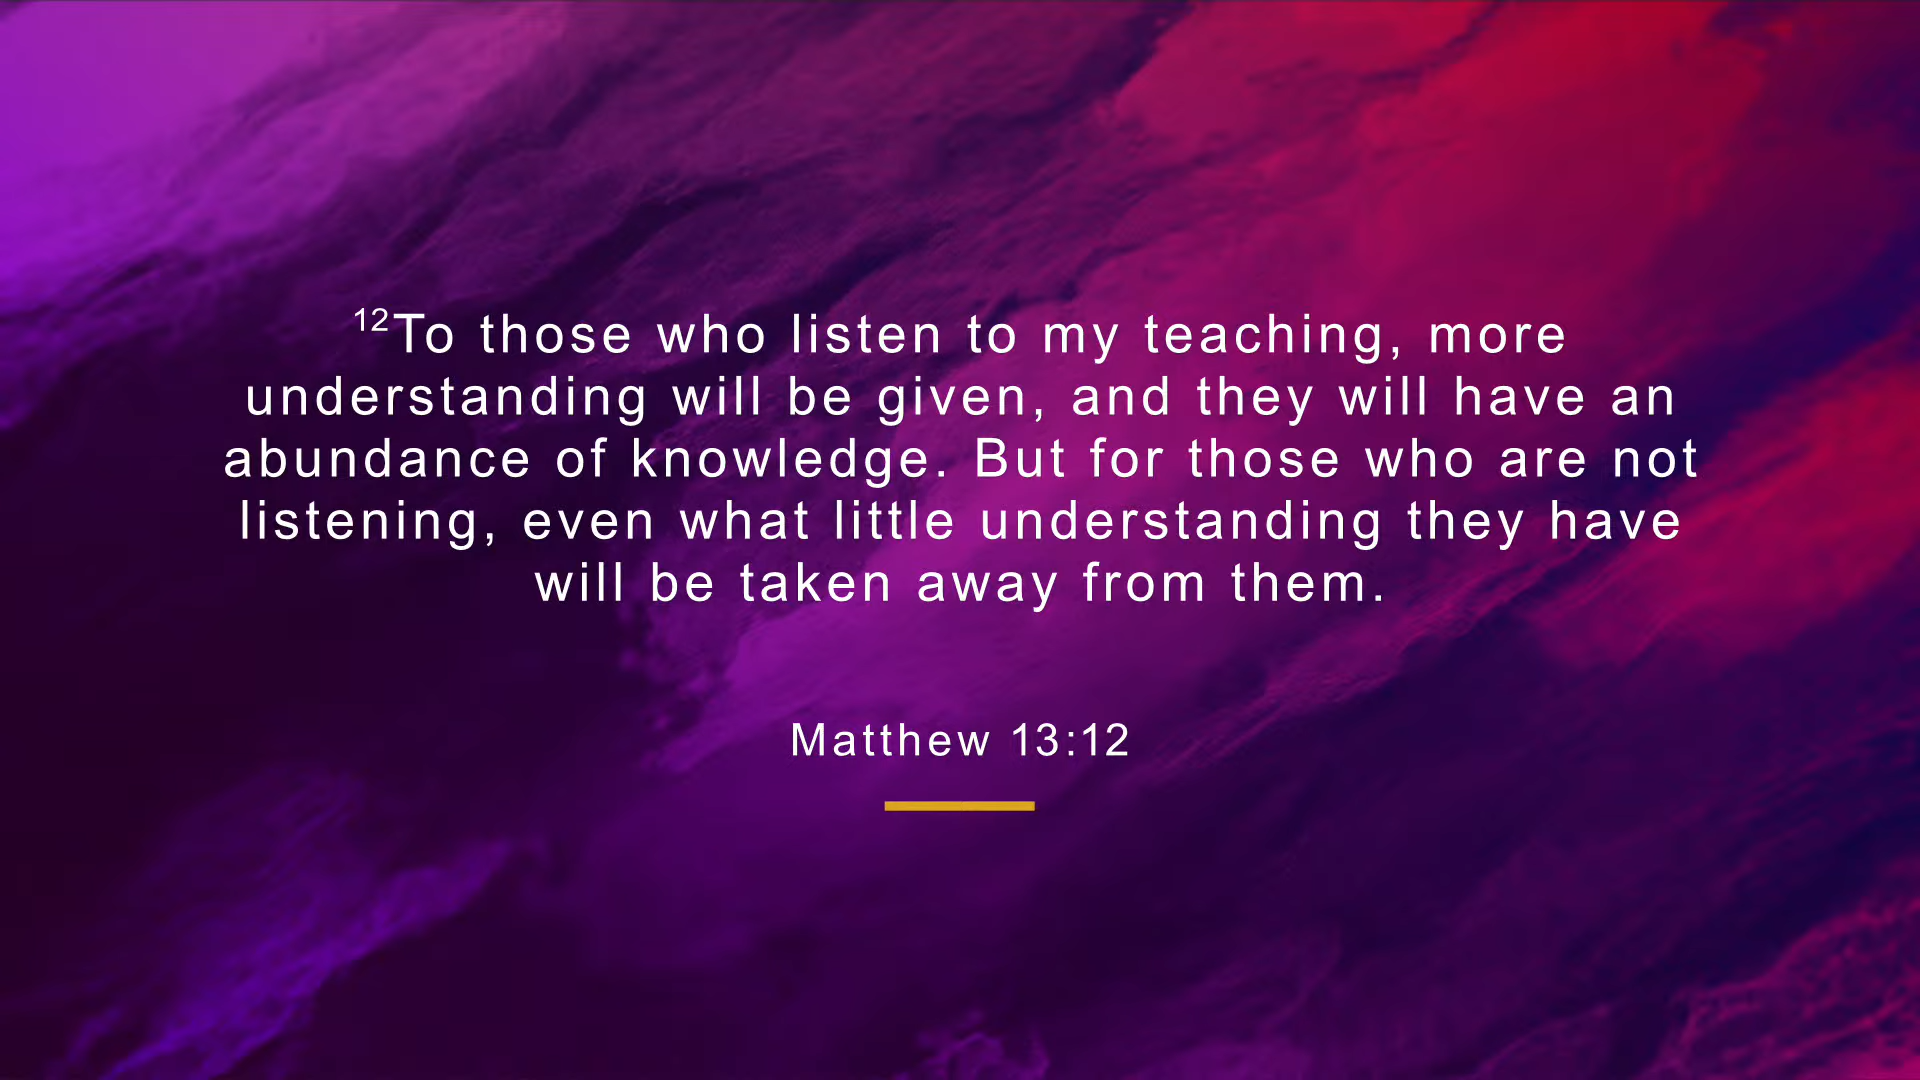 12To those who listen to my teaching, more
understanding will be given, and they will have an
abundance of knowledge. But for those who are not
listening, even what little understanding they have
will be taken away from them.
Matthew 13:12